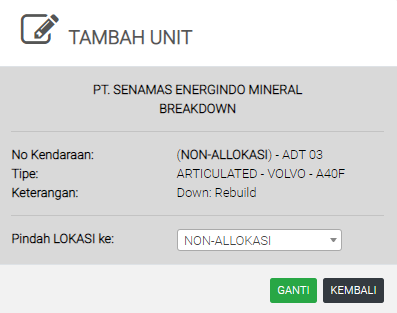 TAMBAH UNIT
PT. SENAMAS ENERGINDO MINERAL
BREAKDOWN
No Kendaraan: (NON-ALLOKASI) - ADT 03
Tipe: ARTICULATED - VOLVO - A40F
Keterangan: Down: Rebuild
Pindah LOKASI ke: NON-ALLOKASI
GANTI KEMBALI